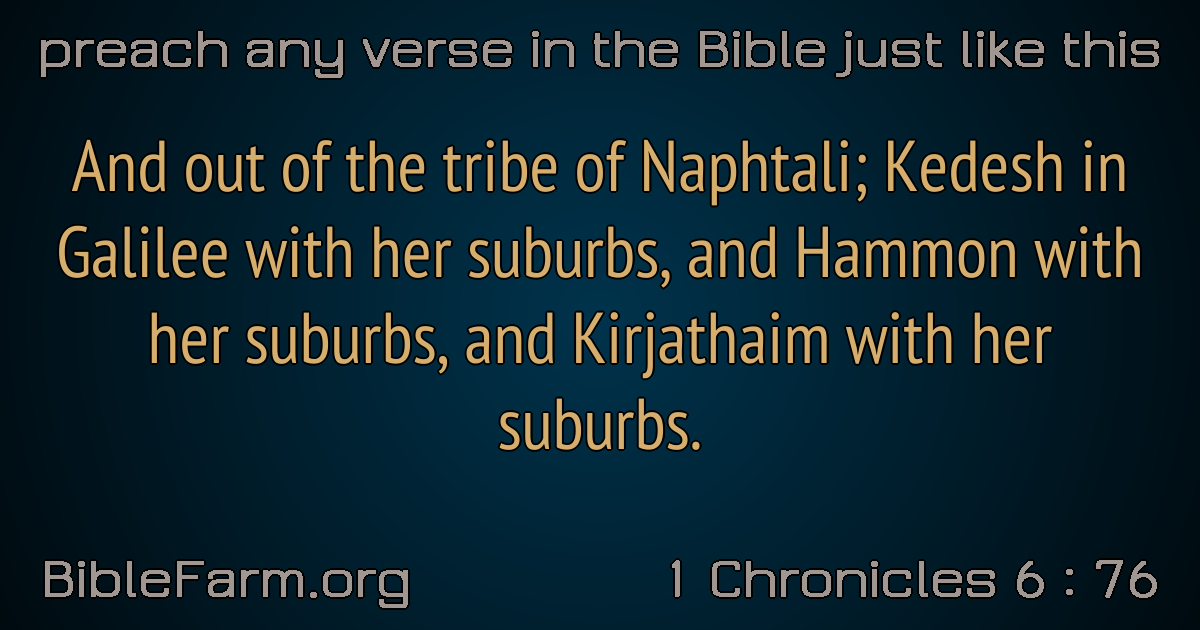 preach any verse in the Bible just like this
And out of the tribe of Naphtali; Kedesh in
Galilee with her suburbs, and Hammon with
her suburbs, and Kirjathaim with her
suburbs.
BibleFarm.org
1 Chronicles 6 : 76